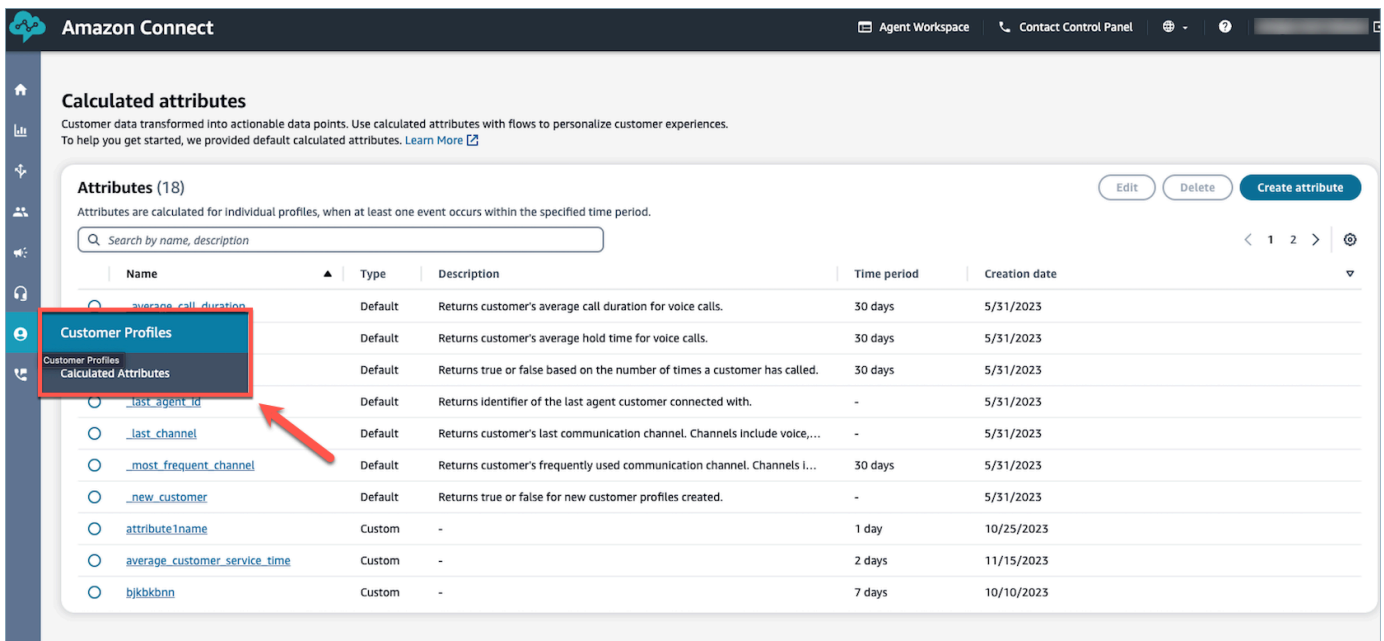 Amazon Connect
Agent Workspace
Contact Control Panel
Calculated attributes
Customer data transformed into actionable data points. Use calculated attributes with flows to personalize customer experiences.
To help you get started, we provided default calculated attributes. Learn More
Attributes (18)
Edit
Delete
Create attribute
Attributes are calculated for individual profiles, when at least one event occurs within the specified time period.
Search by name, description
1 2
Name Type Description Time period Creation date
_average_call_duration Default Returns customer's average call duration for voice calls. 30 days 5/31/2023
Customer Profiles
Default Returns customer's average hold time for voice calls. 30 days 5/31/2023
Customer Profiles
Calculated Attributes
Default Returns true or false based on the number of times a customer has called. 30 days 5/31/2023
_last_agent_id Default Returns identifier of the last agent customer connected with. - 5/31/2023
_last_channel Default Returns customer's last communication channel. Channels include voice,... - 5/31/2023
_most_frequent_channel Default Returns customer's frequently used communication channel. Channels i... 30 days 5/31/2023
_new_customer Default Returns true or false for new customer profiles created. - 5/31/2023
attribute1name Custom - 1 day 10/25/2023
average_customer_service_time Custom - 2 days 11/15/2023
bjkbkbnn Custom - 7 days 10/10/2023